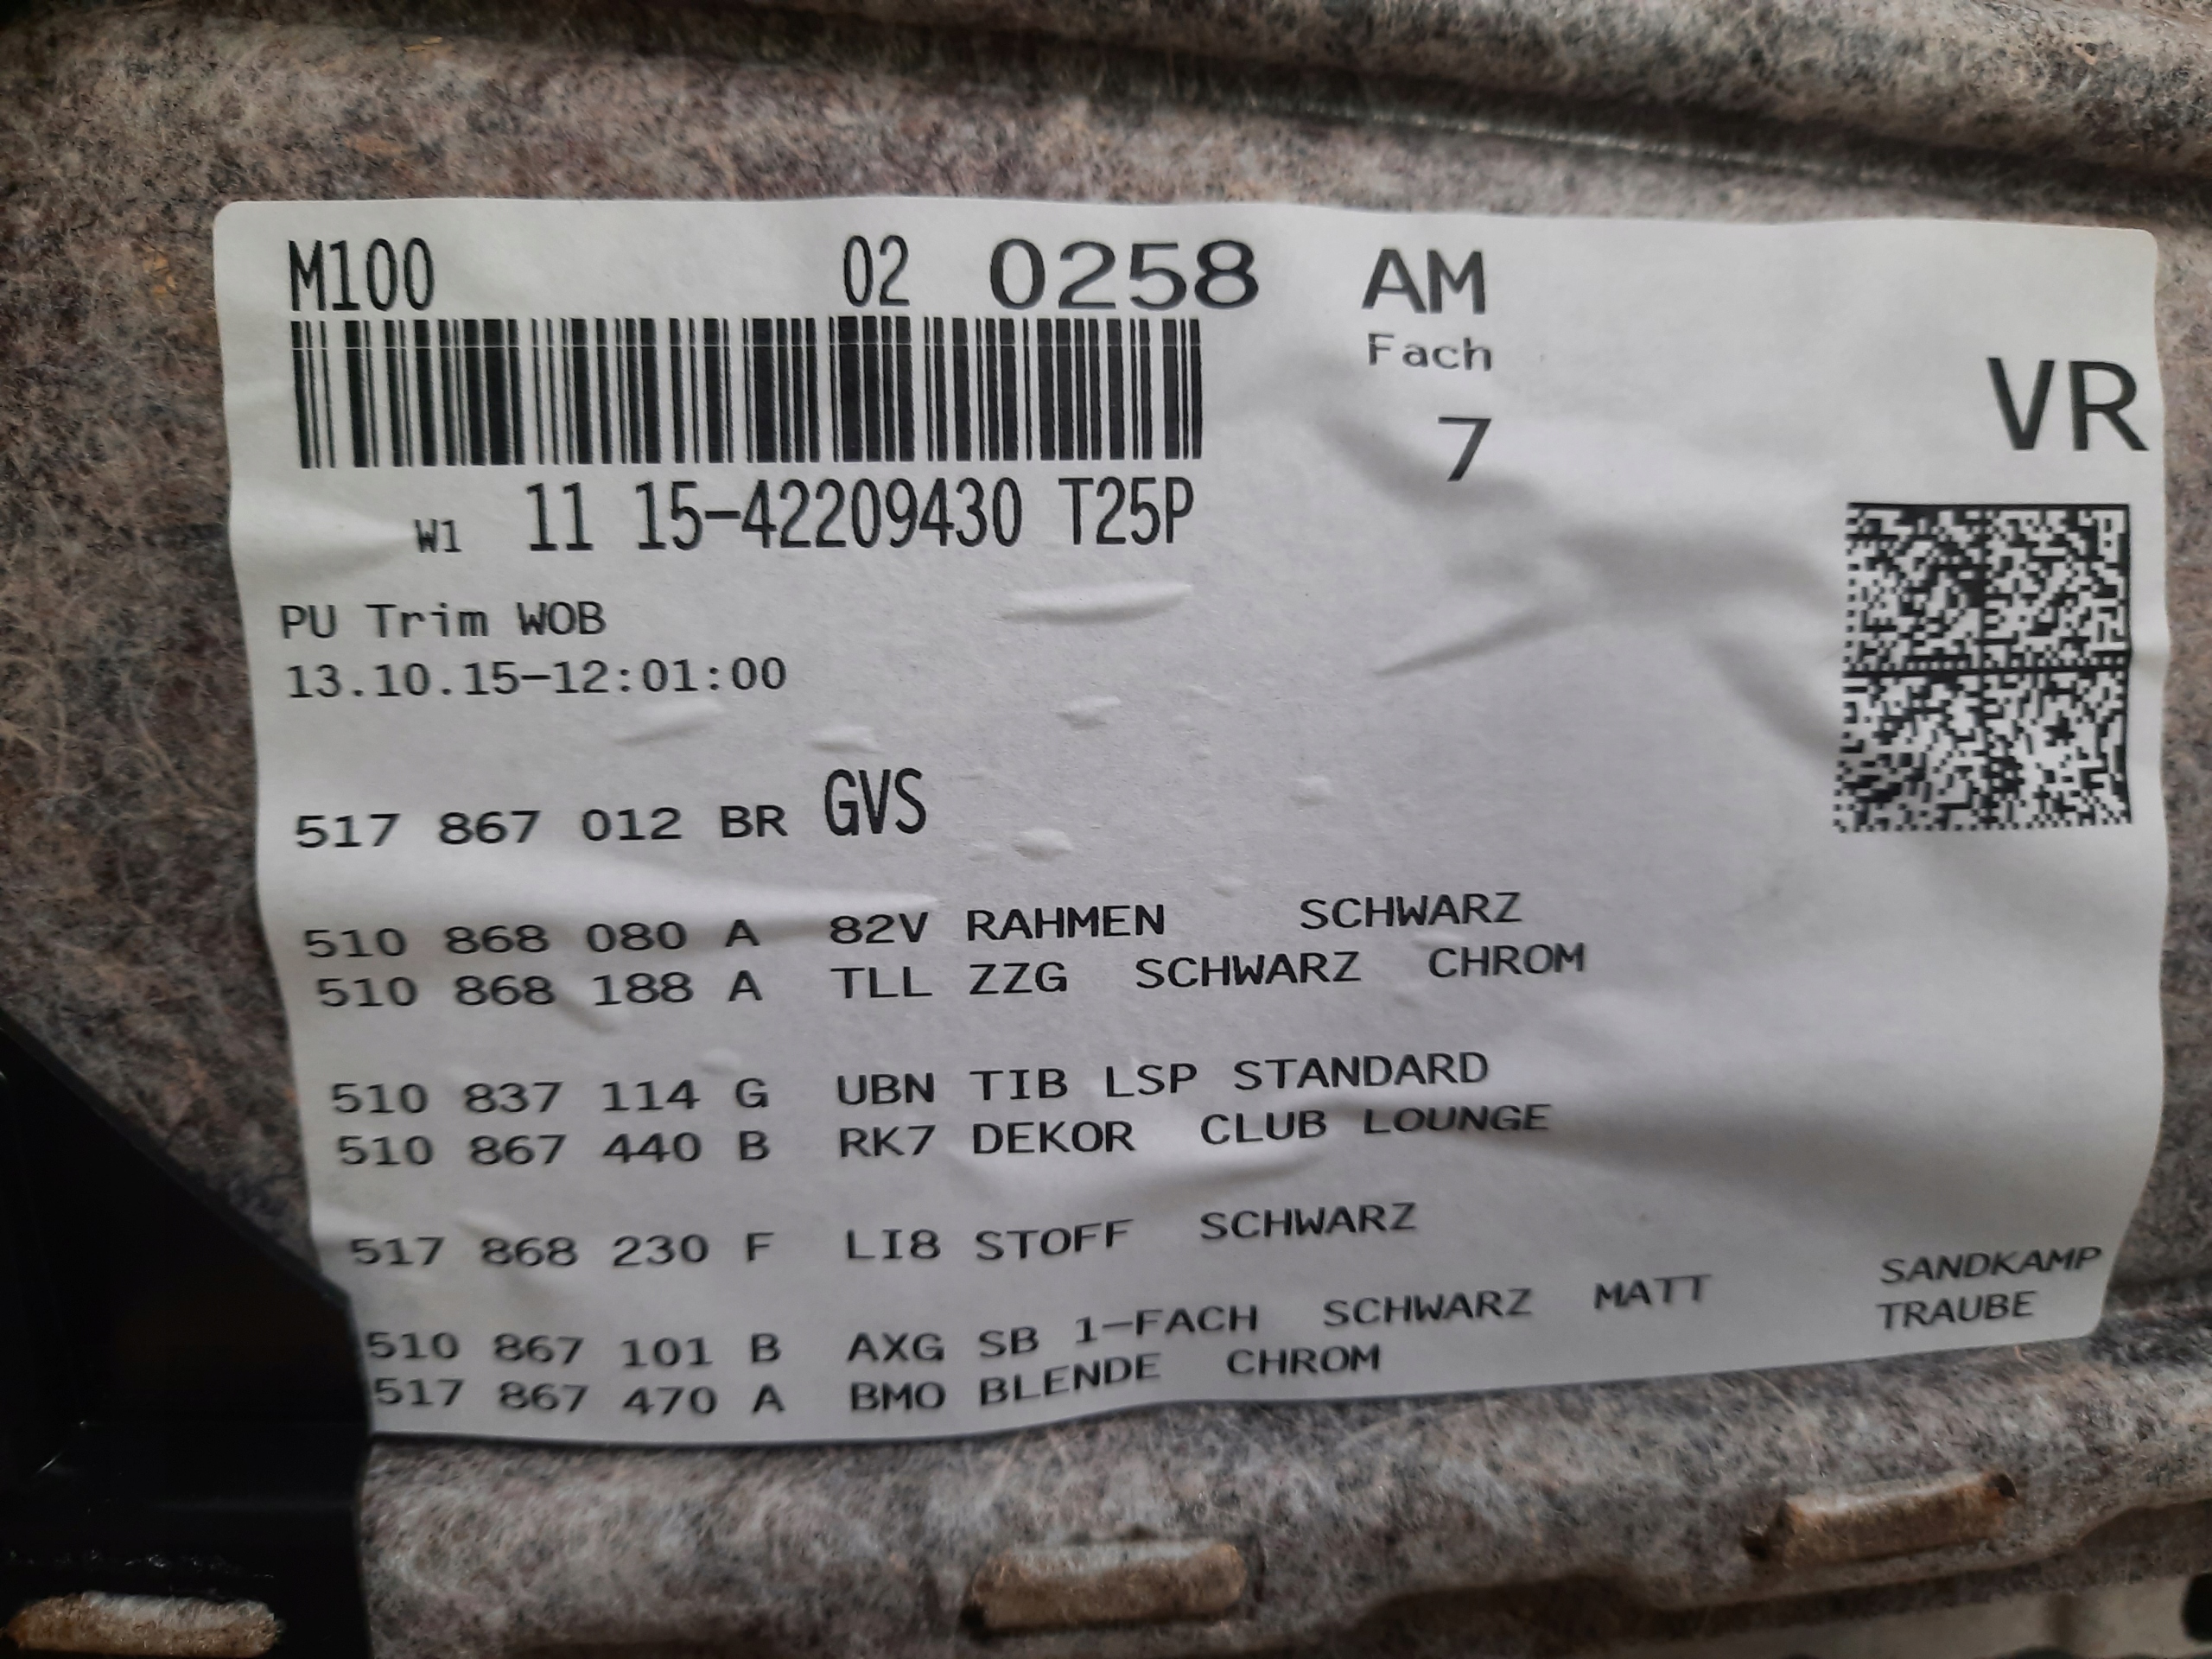 M100 02 0258 AM
Fach
7
VR
W1 11 15-42209430 T25P
PU Trim WOB
13.10.15-12:01:00
517 867 012 BR GVS
510 868 080 A 82V RAHMEN SCHWARZ
510 868 188 A TLL ZZG SCHWARZ CHROM
510 837 114 G UBN TIB LSP STANDARD
510 867 440 B RK7 DEKOR CLUB LOUNGE
517 868 230 F LI8 STOFF SCHWARZ
510 867 101 B AXG SB 1-FACH SCHWARZ MATT
517 867 470 A BMO BLENDE CHROM
SANDKAMP
TRAUBE